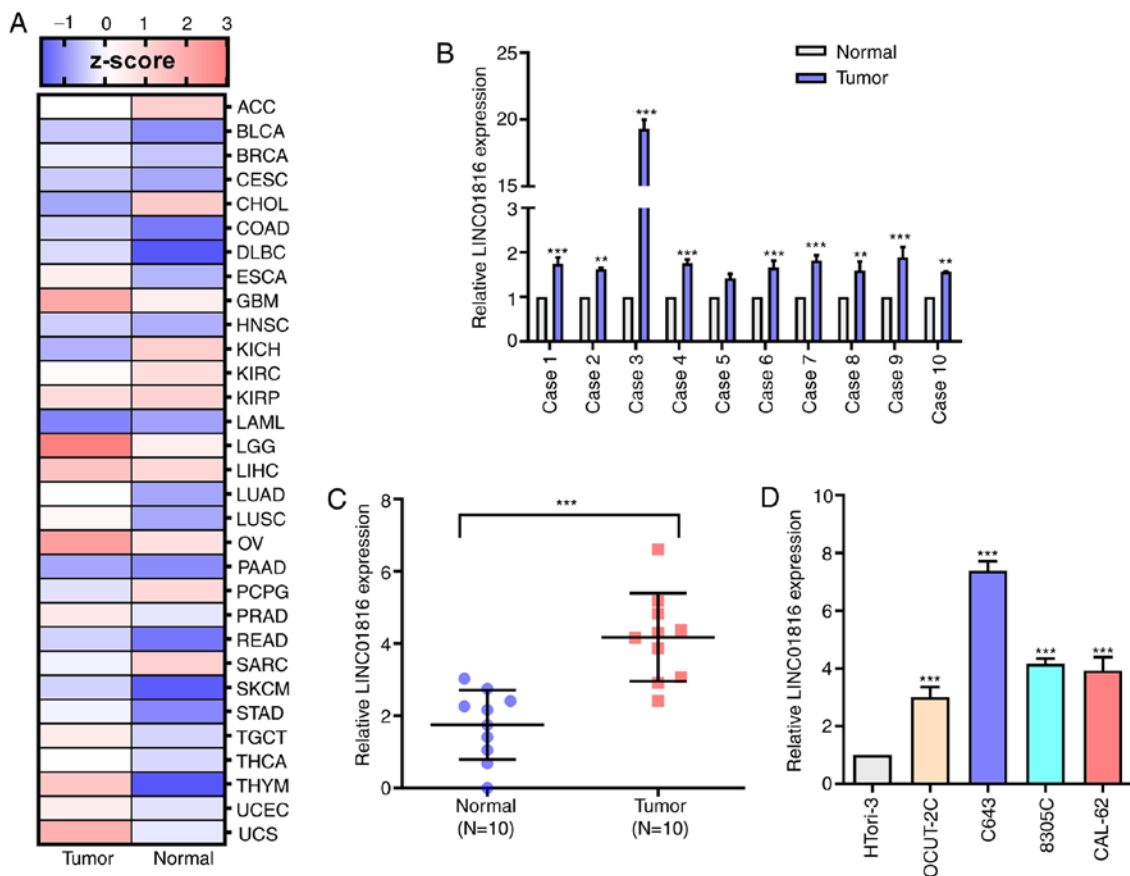 A
−1 0 1 2 3
z-score
ACC
BLCA
BRCA
CESC
CHOL
COAD
DLBC
ESCA
GBM
HNSC
KICH
KIRC
KIRP
LAML
LGG
LIHC
LUAD
LUSC
OV
PAAD
PCPG
PRAD
READ
SARC
SKCM
STAD
TGCT
THCA
THYM
UCEC
UCS
Tumor Normal
B
Relative LINC01816 expression
25
20
15
3
2
1
0
Normal
Tumor
*** ** *** *** *** *** ** *** **
Case 1
Case 2
Case 3
Case 4
Case 5
Case 6
Case 7
Case 8
Case 9
Case 10
C
Relative LINC01816 expression
8
6
4
2
0
***
Normal
(N=10)
Tumor
(N=10)
D
Relative LINC01816 expression
10
8
6
4
2
0
*** *** *** ***
HTori-3
OCUT-2C
C643
8305C
CAL-62